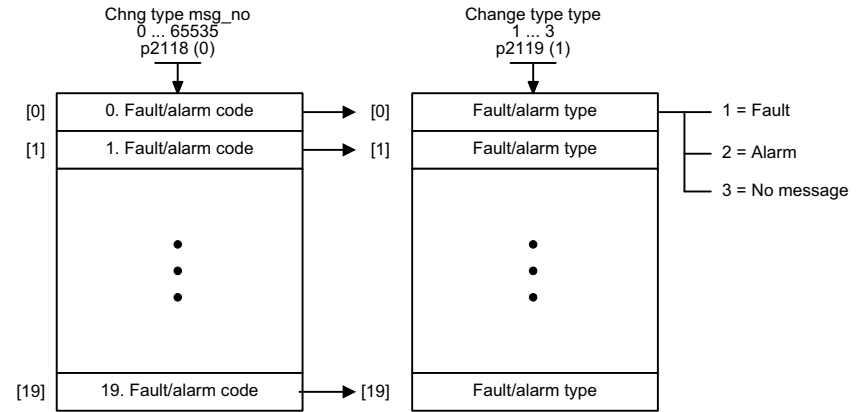 Chng type msg_no
0 ... 65535
p2118 (0)
Change type type
1 ... 3
p2119 (1)
[0] 0. Fault/alarm code [0] Fault/alarm type 1 = Fault
[1] 1. Fault/alarm code [1] Fault/alarm type 2 = Alarm
3 = No message
[19] 19. Fault/alarm code [19] Fault/alarm type